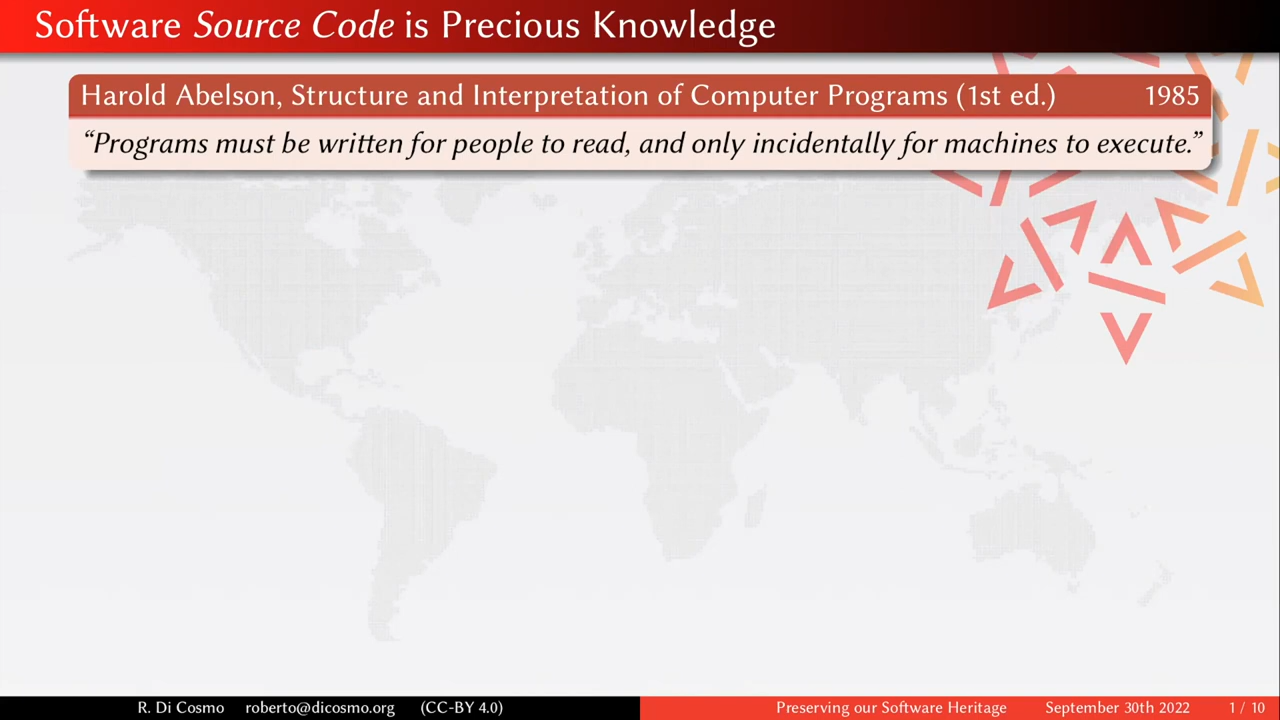 Software Source Code is Precious Knowledge
Harold Abelson, Structure and Interpretation of Computer Programs (1st ed.) 1985
“Programs must be written for people to read, and only incidentally for machines to execute.”
R. Di Cosmo roberto@dicosmo.org (CC-BY 4.0) Preserving our Software Heritage September 30th 2022 1 / 10